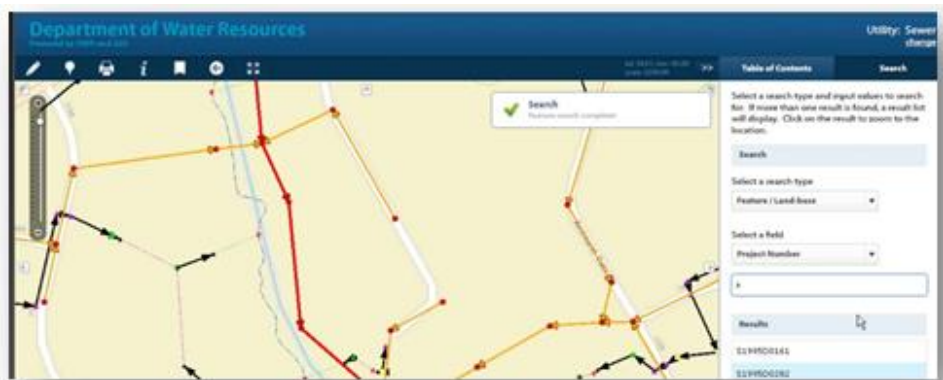 Department of Water Resources
Utility: Sewer
change
Table of Contents
Search
Search
Feature search complete
Select a search type and input values to search
for. If more than one result is found, a result list
will display. Click on the result to zoom to the
location.
Search
Select a search type
Feature / Land-base
Select a field
Project Number
Results